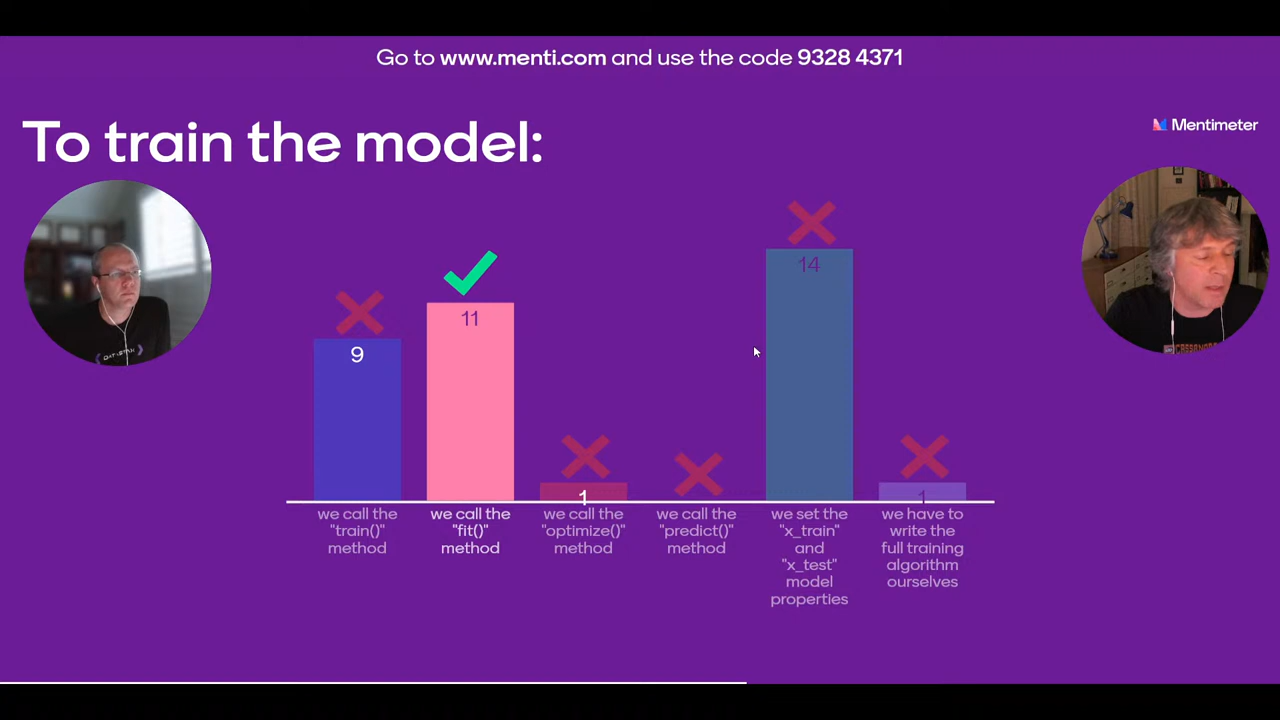 Go to www.menti.com and use the code 9328 4371
Mentimeter
To train the model:
9
11
1
14
1
we call the
"train()"
method
we call the
"fit()"
method
we call the
"optimize()"
method
we call the
"predict()"
method
we set the
"x_train"
and
"x_test"
model
properties
we have to
write the
full training
algorithm
ourselves
DATASTAX
CASSANDRA